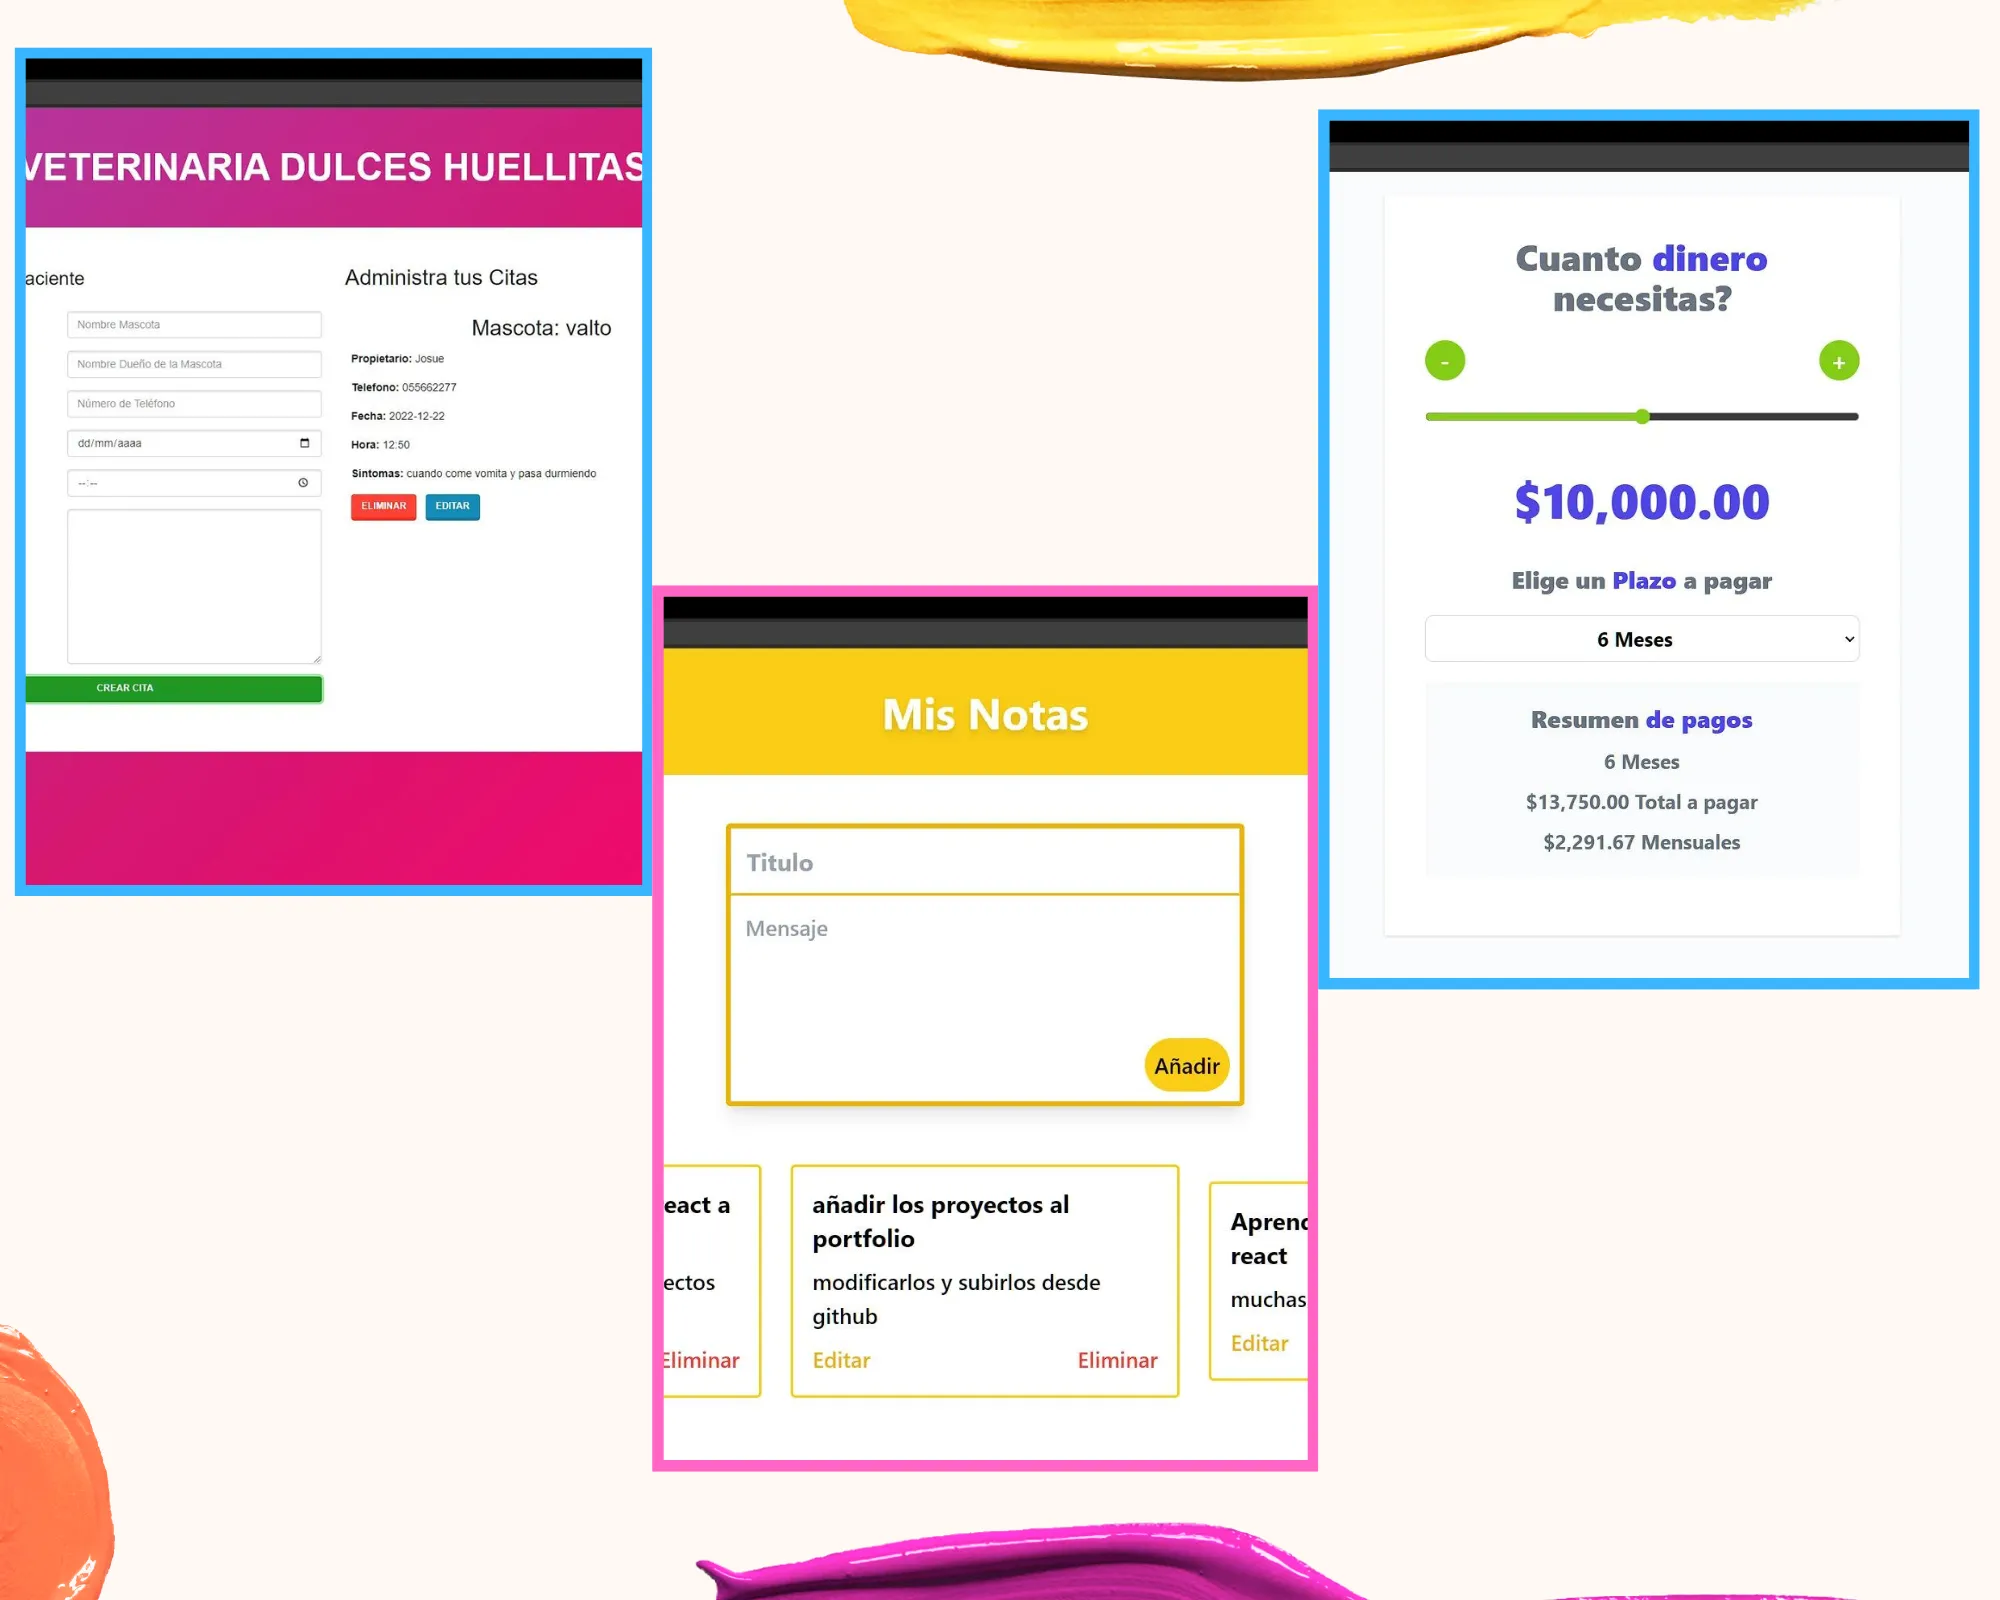 VETERINARIA DULCES HUELLITAS
aciente
Nombre Mascota
Nombre Dueño de la Mascota
Número de Teléfono
dd/mm/aaaa
--:--
CREAR CITA
Administra tus Citas
Mascota: valto
Propietario: Josue
Telefono: 055662277
Fecha: 2022-12-22
Hora: 12:50
Sintomas: cuando come vomita y pasa durmiendo
ELIMINAR EDITAR
Mis Notas
Titulo
Mensaje
Añadir
eact a
ectos
Eliminar
añadir los proyectos al
portfolio
modificarlos y subirlos desde
github
Editar Eliminar
Aprend
react
muchas
Editar
Cuanto dinero
necesitas?
- +
$10,000.00
Elige un Plazo a pagar
6 Meses
Resumen de pagos
6 Meses
$13,750.00 Total a pagar
$2,291.67 Mensuales